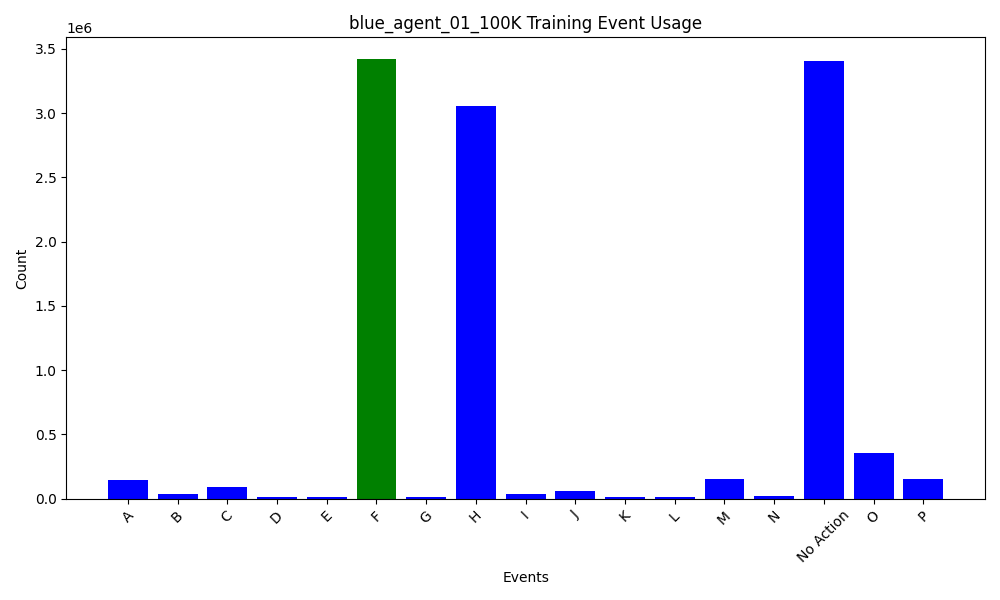 blue_agent_01_100K Training Event Usage
1e6
3.5
3.0
2.5
2.0
1.5
1.0
0.5
0.0
Count
A
B
C
D
E
F
G
H
I
J
K
L
M
N
No Action
O
P
Events